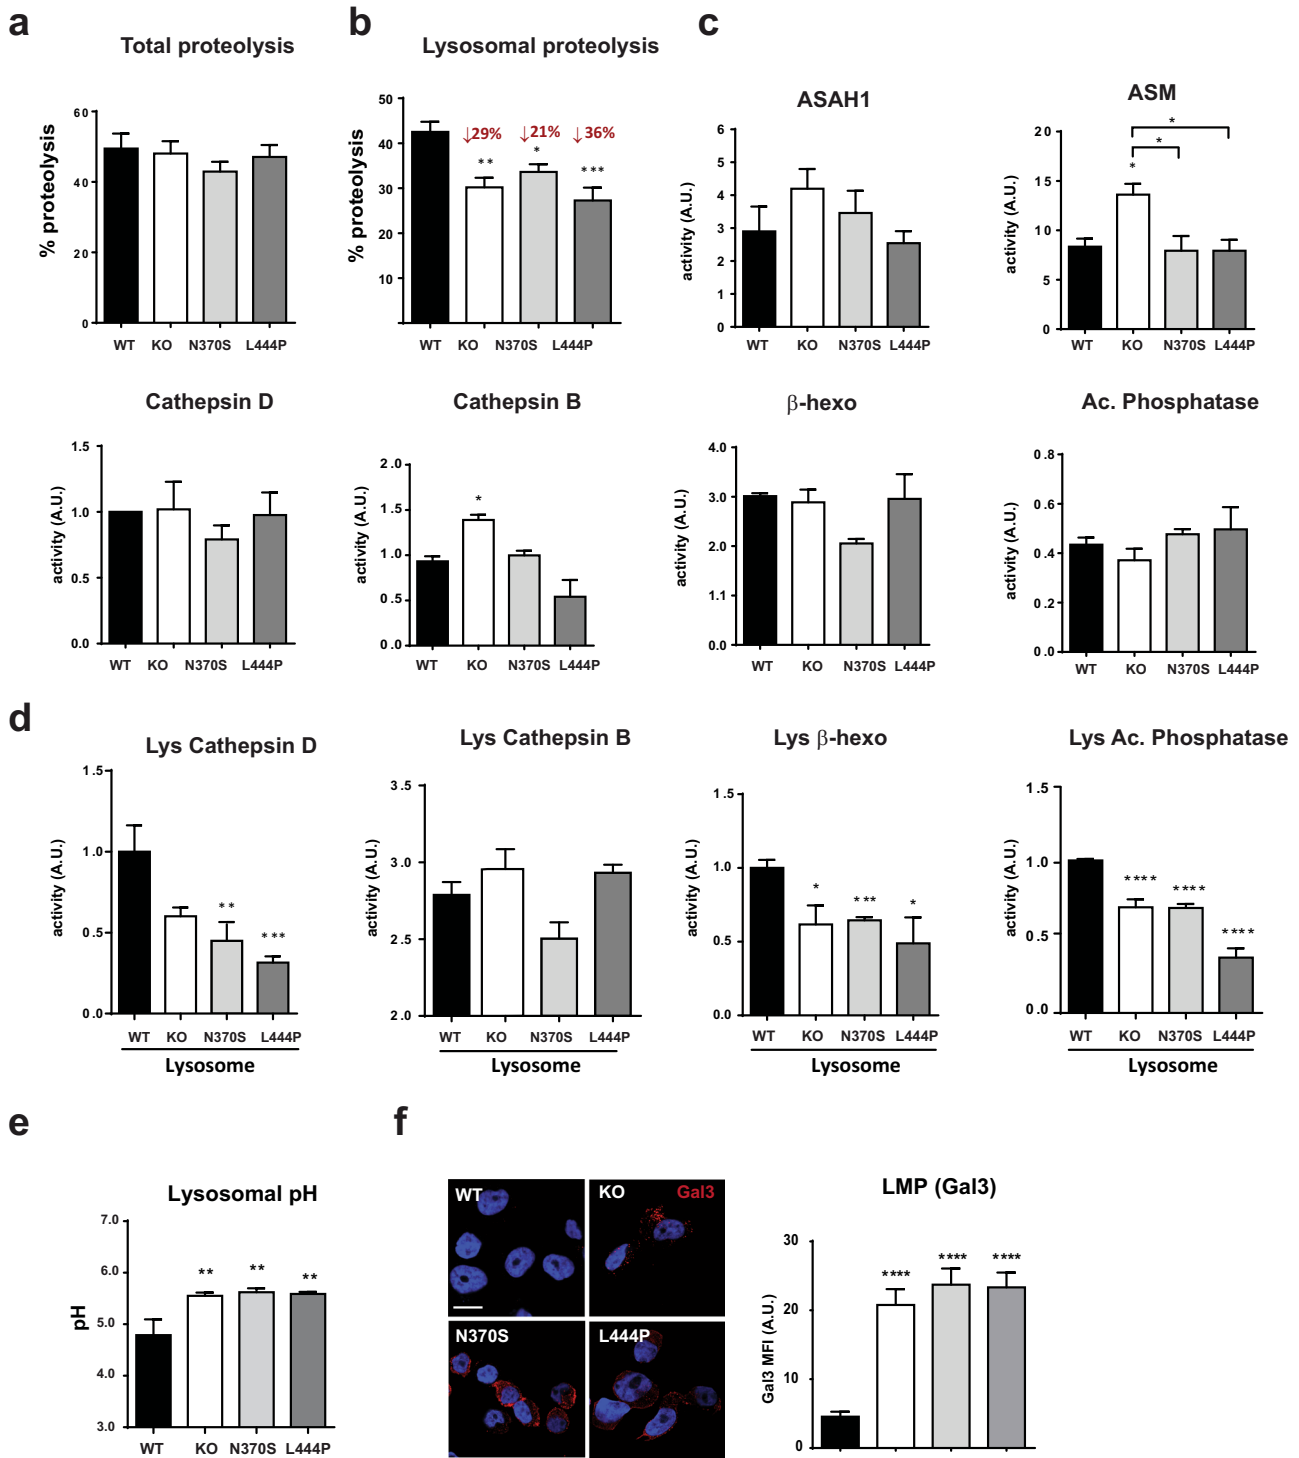 a
Total proteolysis
% proteolysis
60
40
20
0
WT KO N370S L444P
b
Lysosomal proteolysis
% proteolysis
50
40
30
20
10
0
↓29% ↓21% ↓36%
** * ***
WT KO N370S L444P
c
ASAH1
activity (A.U.)
6
5
4
3
2
1
0
WT KO N370S L444P
ASM
activity (A.U.)
20
15
10
5
0
*
*
*
WT KO N370S L444P
Cathepsin D
activity (A.U.)
1.5
1.0
0.5
0.0
WT KO N370S L444P
Cathepsin B
activity (A.U.)
2.0
1.5
1.0
0.5
0.0
*
WT KO N370S L444P
β-hexo
activity (A.U.)
4.0
3.0
2.0
1.1
0.0
WT KO N370S L444P
Ac. Phosphatase
activity (A.U.)
0.8
0.6
0.4
0.2
0.0
WT KO N370S L444P
d
Lys Cathepsin D
activity (A.U.)
1.5
1.0
0.5
0.0
** ***
WT KO N370S L444P
Lysosome
Lys Cathepsin B
activity (A.U.)
3.5
3.0
2.5
2.0
WT KO N370S L444P
Lysosome
Lys β-hexo
activity (A.U.)
1.5
1.0
0.5
0.0
* *** *
WT KO N370S L444P
Lysosome
Lys Ac. Phosphatase
activity (A.U.)
1.5
1.0
0.5
0.0
**** **** ****
WT KO N370S L444P
Lysosome
e
Lysosomal pH
pH
7.0
6.0
5.0
4.0
3.0
** ** **
WT KO N370S L444P
f
WT
KO Gal3
N370S
L444P
LMP (Gal3)
Gal3 MFI (A.U.)
30
20
10
0
**** **** ****